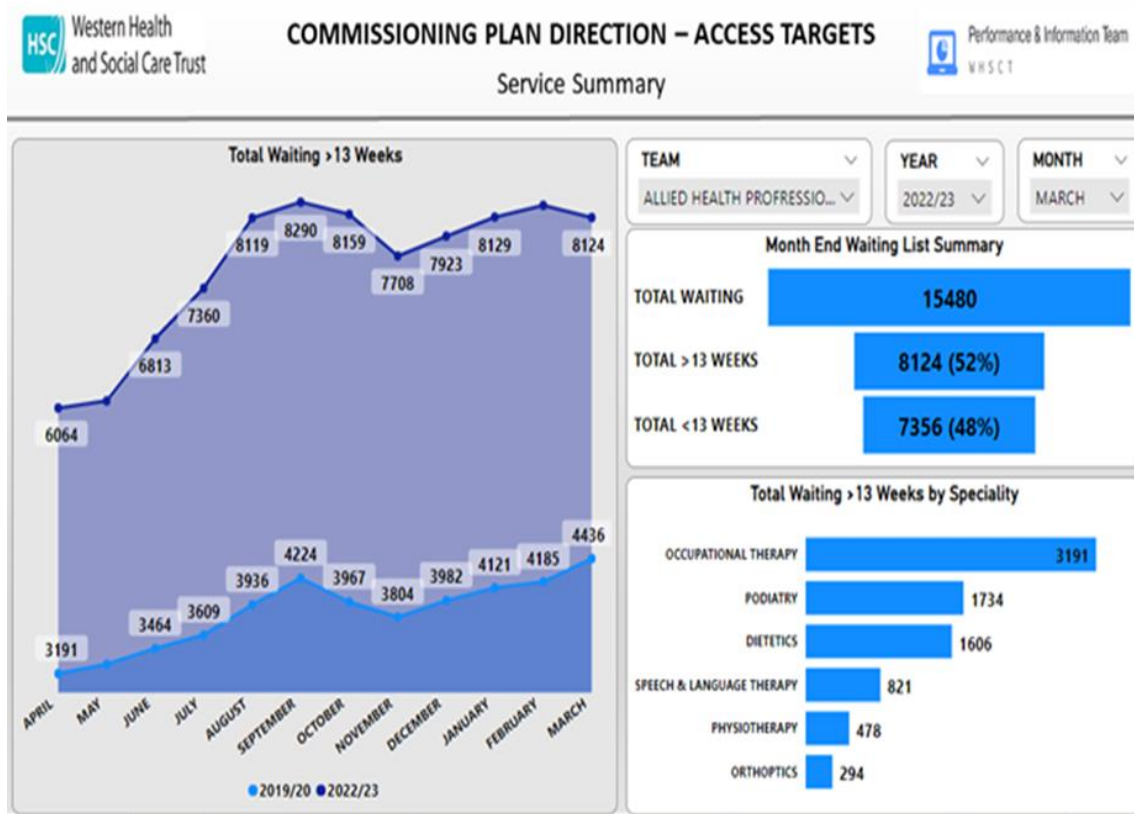 HSC
Western Health
and Social Care Trust
COMMISSIONING PLAN DIRECTION – ACCESS TARGETS
Service Summary
Performance & Information Team
WHSCT
Total Waiting >13 Weeks
6064
6813
7360
8119
8290
8159
7708
7923
8129
8124
3191
3464
3609
3936
4224
3967
3804
3982
4121
4185
4436
APRIL
MAY
JUNE
JULY
AUGUST
SEPTEMBER
OCTOBER
NOVEMBER
DECEMBER
JANUARY
FEBRUARY
MARCH
2019/20 2022/23
TEAM
ALLIED HEALTH PROFRESSIO...
YEAR
2022/23
MONTH
MARCH
Month End Waiting List Summary
TOTAL WAITING 15480
TOTAL >13 WEEKS 8124 (52%)
TOTAL <13 WEEKS 7356 (48%)
Total Waiting >13 Weeks by Speciality
OCCUPATIONAL THERAPY 3191
PODIATRY 1734
DIETETICS 1606
SPEECH & LANGUAGE THERAPY 821
PHYSIOTHERAPY 478
ORTHOPTICS 294